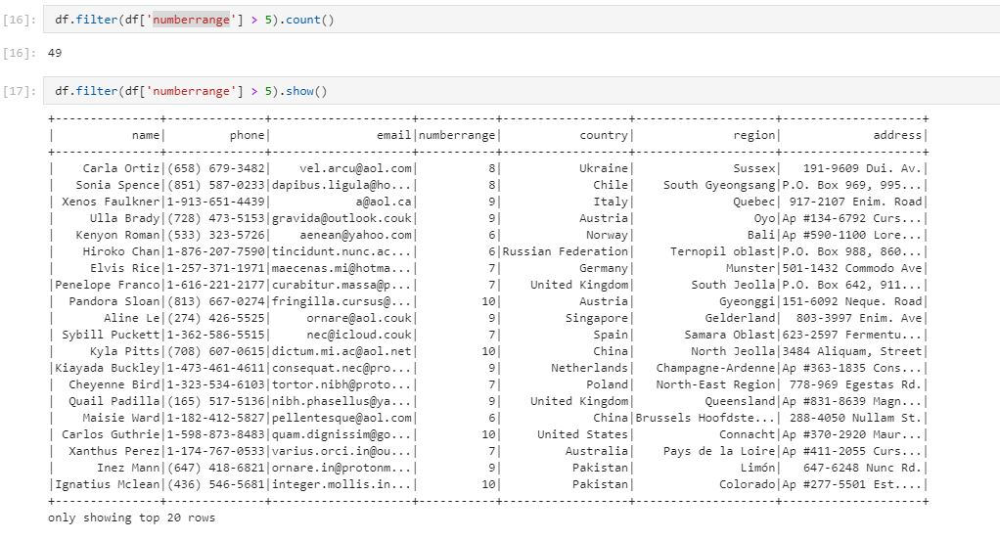 [16]: df.filter(df['numberrange'] > 5).count()
[16]: 49
[17]: df.filter(df['numberrange'] > 5).show()
+--------------+--------------+--------------------+-----------+------------------+-------------------+--------------------+
|          name|         phone|               email|numberrange|           country|             region|             address|
+--------------+--------------+--------------------+-----------+------------------+-------------------+--------------------+
|   Carla Ortiz|(658) 679-3482|    vel.arcu@aol.com|          8|           Ukraine|             Sussex|   191-9609 Dui. Av.|
|  Sonia Spence|(851) 587-0233|dapibus.ligula@ho...|          8|             Chile|  South Gyeongsang|P.O. Box 969, 995...|
|Xenos Faulkner|1-913-651-4439|            a@aol.ca|          9|             Italy|             Quebec| 917-2107 Enim. Road|
|    Ulla Brady|(728) 473-5153|gravida@outlook.couk|          9|           Austria|                Oyo|Ap #134-6792 Curs...|
|  Kenyon Roman|(533) 323-5726|    aenean@yahoo.com|          6|            Norway|               Bali|Ap #590-1100 Lore...|
|   Hiroko Chan|1-876-207-7590|tincidunt.nunc.ac...|          6|Russian Federation|   Ternopil oblast|P.O. Box 988, 860...|
|    Elvis Rice|1-257-371-1971|maecenas.mi@hotma...|          7|           Germany|            Munster|501-1432 Commodo Ave|
|Penelope Franco|1-616-221-2177|curabitur.massa@p...|          7|    United Kingdom|       South Jeolla|P.O. Box 642, 911...|
| Pandora Sloan|(813) 667-0274|fringilla.cursus@...|         10|           Austria|           Gyeonggi|151-6092 Neque. Road|
|      Aline Le|(274) 426-5525|     ornare@aol.couk|          9|         Singapore|         Gelderland|  803-3997 Enim. Ave|
|Sybill Puckett|1-362-586-5515|     nec@icloud.couk|          7|             Spain|      Samara Oblast|623-2597 Fermentu...|
|    Kyla Pitts|(708) 607-0615|dictum.mi.ac@aol.net|         10|             China|       North Jeolla|3484 Aliquam, Street|
|Kiayada Buckley|1-473-461-4611|consequat.nec@pro...|          9|       Netherlands|  Champagne-Ardenne|Ap #363-1835 Cons...|
| Cheyenne Bird|1-323-534-6103|tortor.nibh@proto...|          7|            Poland|  North-East Region| 778-969 Egestas Rd.|
| Quail Padilla|(165) 517-5136|nibh.phasellus@ya...|          9|    United Kingdom|         Queensland|Ap #831-8639 Magn...|
|   Maisie Ward|1-182-412-5827|pellentesque@aol.com|          6|             China|Brussels Hoofdste...| 288-4050 Nullam St.|
|Carlos Guthrie|1-598-873-8483|quam.dignissim@go...|         10|     United States|           Connacht|Ap #370-2920 Maur...|
| Xanthus Perez|1-174-767-0533|varius.orci.in@ou...|          7|         Australia|   Pays de la Loire|Ap #411-2055 Curs...|
|     Inez Mann|(647) 418-6821|ornare.in@protonm...|          9|          Pakistan|              Limón|   647-6248 Nunc Rd.|
|Ignatius Mclean|(436) 546-5681|integer.mollis.in...|         10|          Pakistan|           Colorado|Ap #277-5501 Est....|
+--------------+--------------+--------------------+-----------+------------------+-------------------+--------------------+
only showing top 20 rows